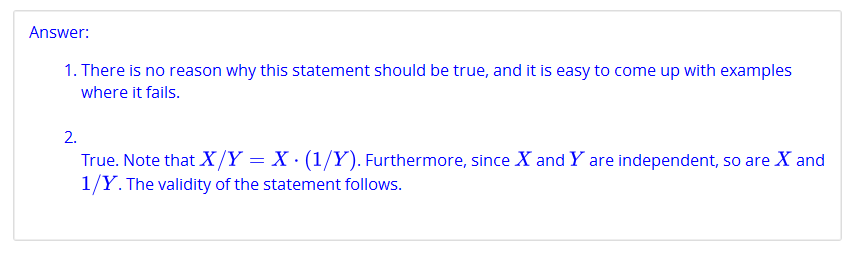 Answer:
1. There is no reason why this statement should be true, and it is easy to come up with examples
where it fails.
2.
True. Note that X/Y = X · (1/Y). Furthermore, since X and Y are independent, so are X and
1/Y. The validity of the statement follows.